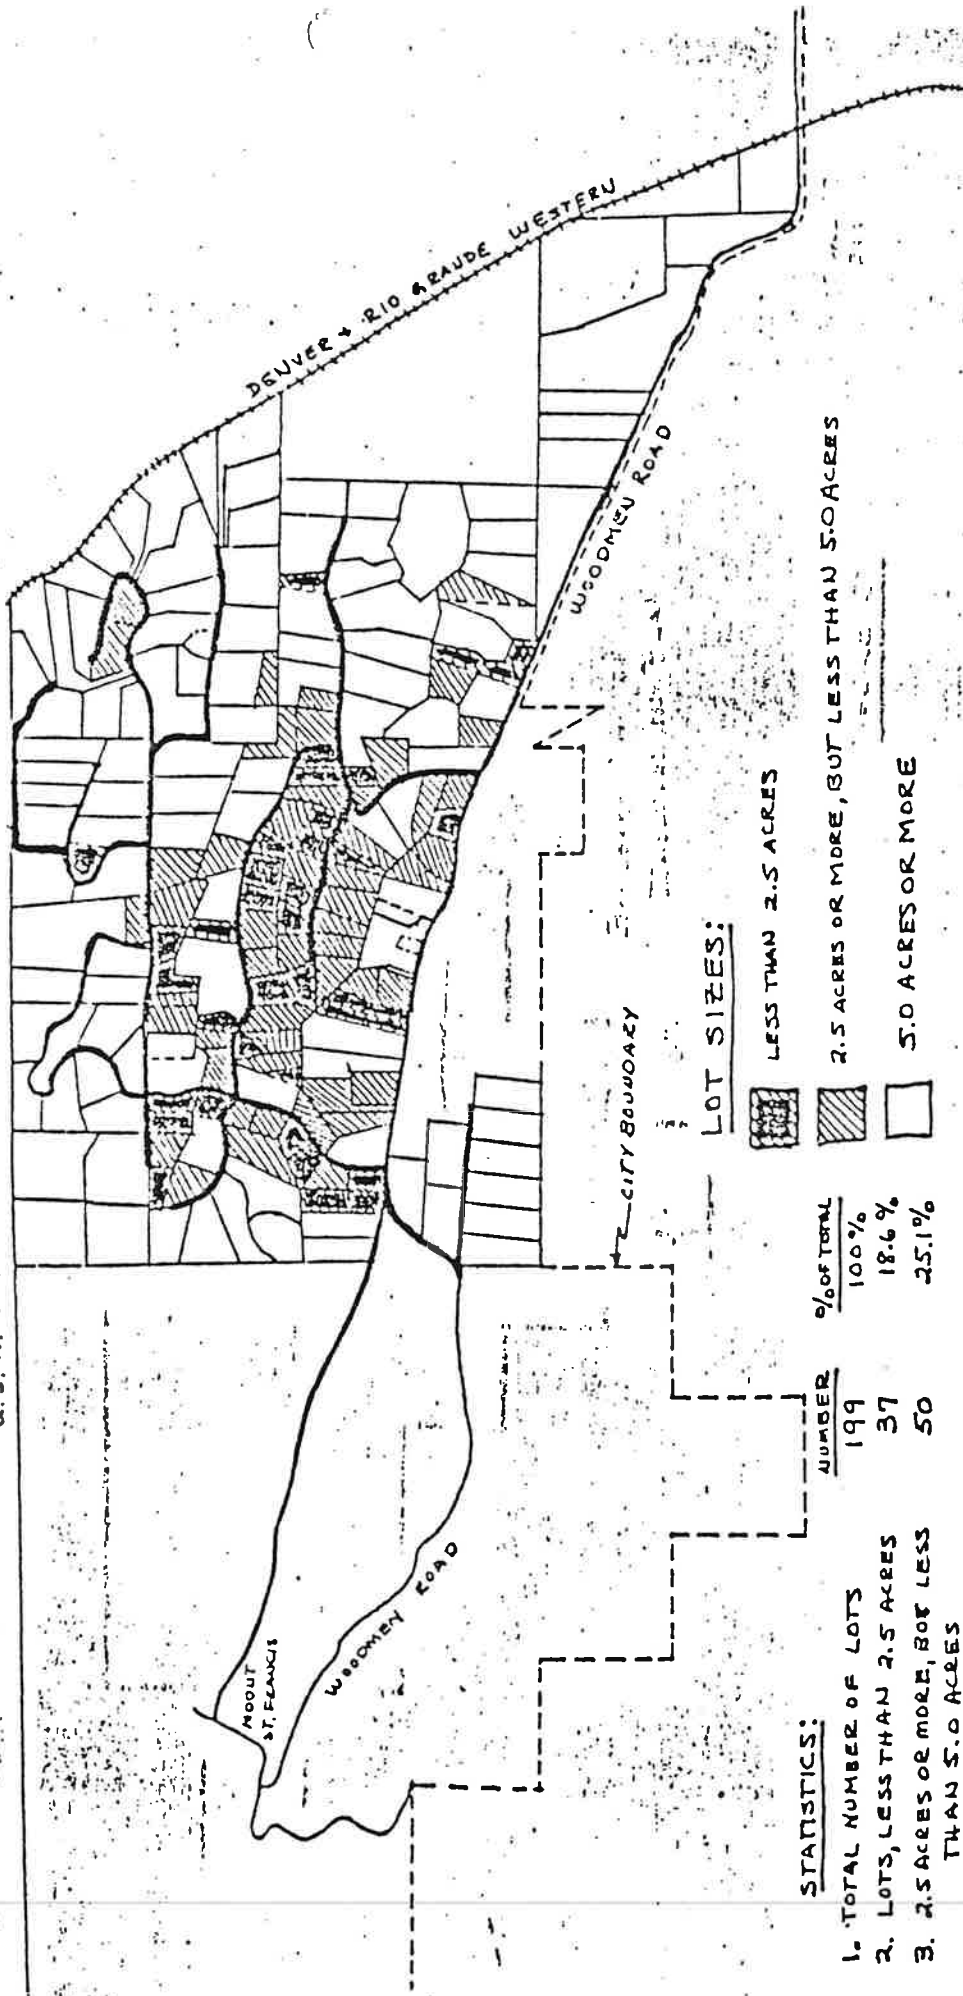 DENVER & RIO GRANDE WESTERN
WOODMEN ROAD
MOUNT
ST. FRANCIS
WOODMEN ROAD
CITY BOUNDARY
LOT SIZES:
LESS THAN 2.5 ACRES
2.5 ACRES OR MORE, BUT LESS THAN 5.0 ACRES
5.0 ACRES OR MORE
STATISTICS:
NUMBER % OF TOTAL
1. TOTAL NUMBER OF LOTS 199 100%
2. LOTS, LESS THAN 2.5 ACRES 37 18.6%
3. 2.5 ACRES OR MORE, BUT LESS 50 25.1%
THAN 5.0 ACRES